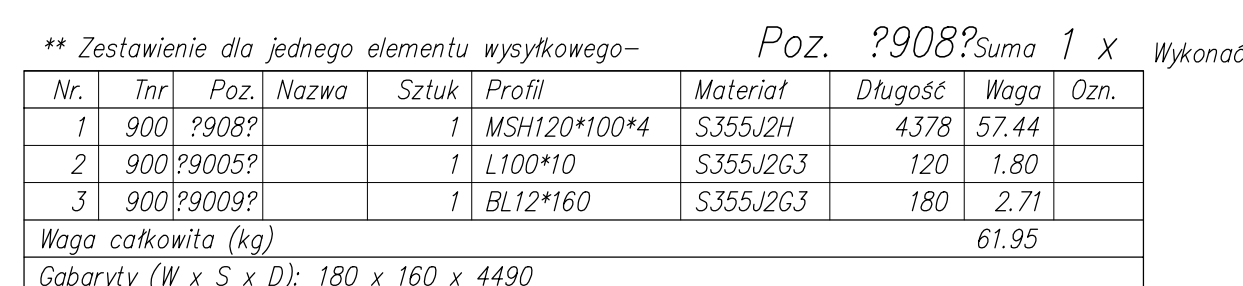 ** Zestawienie dla jednego elementu wysyłkowego– Poz. ?908? Suma 1 x Wykonać
Nr. Tnr Poz. Nazwa Sztuk Profil Materiał Długość Waga Ozn.
1 900 ?908? 1 MSH120*100*4 S355J2H 4378 57.44
2 900 ?9005? 1 L100*10 S355J2G3 120 1.80
3 900 ?9009? 1 BL12*160 S355J2G3 180 2.71
Waga całkowita (kg) 61.95
Gabaryty (W x S x D): 180 x 160 x 4490